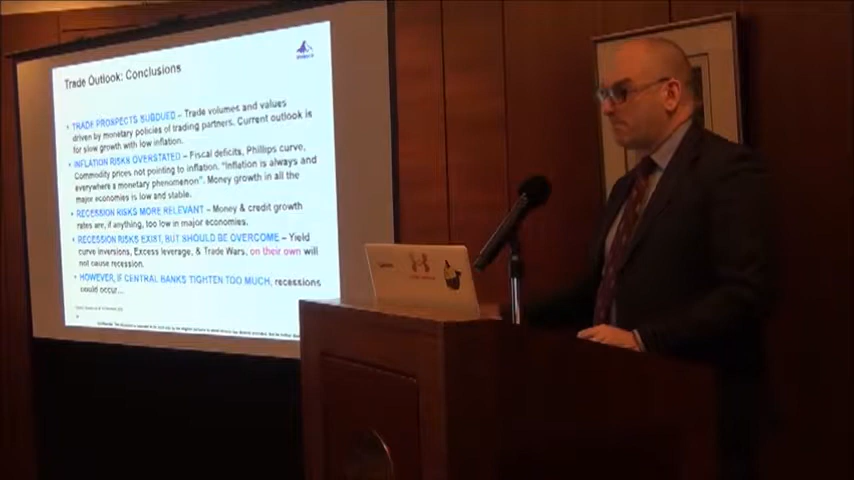 Trade Outlook: Conclusions
• TRADE PROSPECTS SUBDUED – Trade volumes and values
driven by monetary policies of trading partners. Current outlook is
for slow growth with low inflation.
• INFLATION RISKS OVERSTATED – Fiscal deficits, Phillips curve,
Commodity prices not pointing to inflation. "Inflation is always and
everywhere a monetary phenomenon". Money growth in all the
major economies is low and stable.
• RECESSION RISKS MORE RELEVANT – Money & credit growth
rates are, if anything, too low in major economies.
• RECESSION RISKS EXIST, BUT SHOULD BE OVERCOME – Yield
curve inversions, Excess leverage, & Trade Wars, on their own will
not cause recession.
• HOWEVER, IF CENTRAL BANKS TIGHTEN TOO MUCH, recessions
could occur...